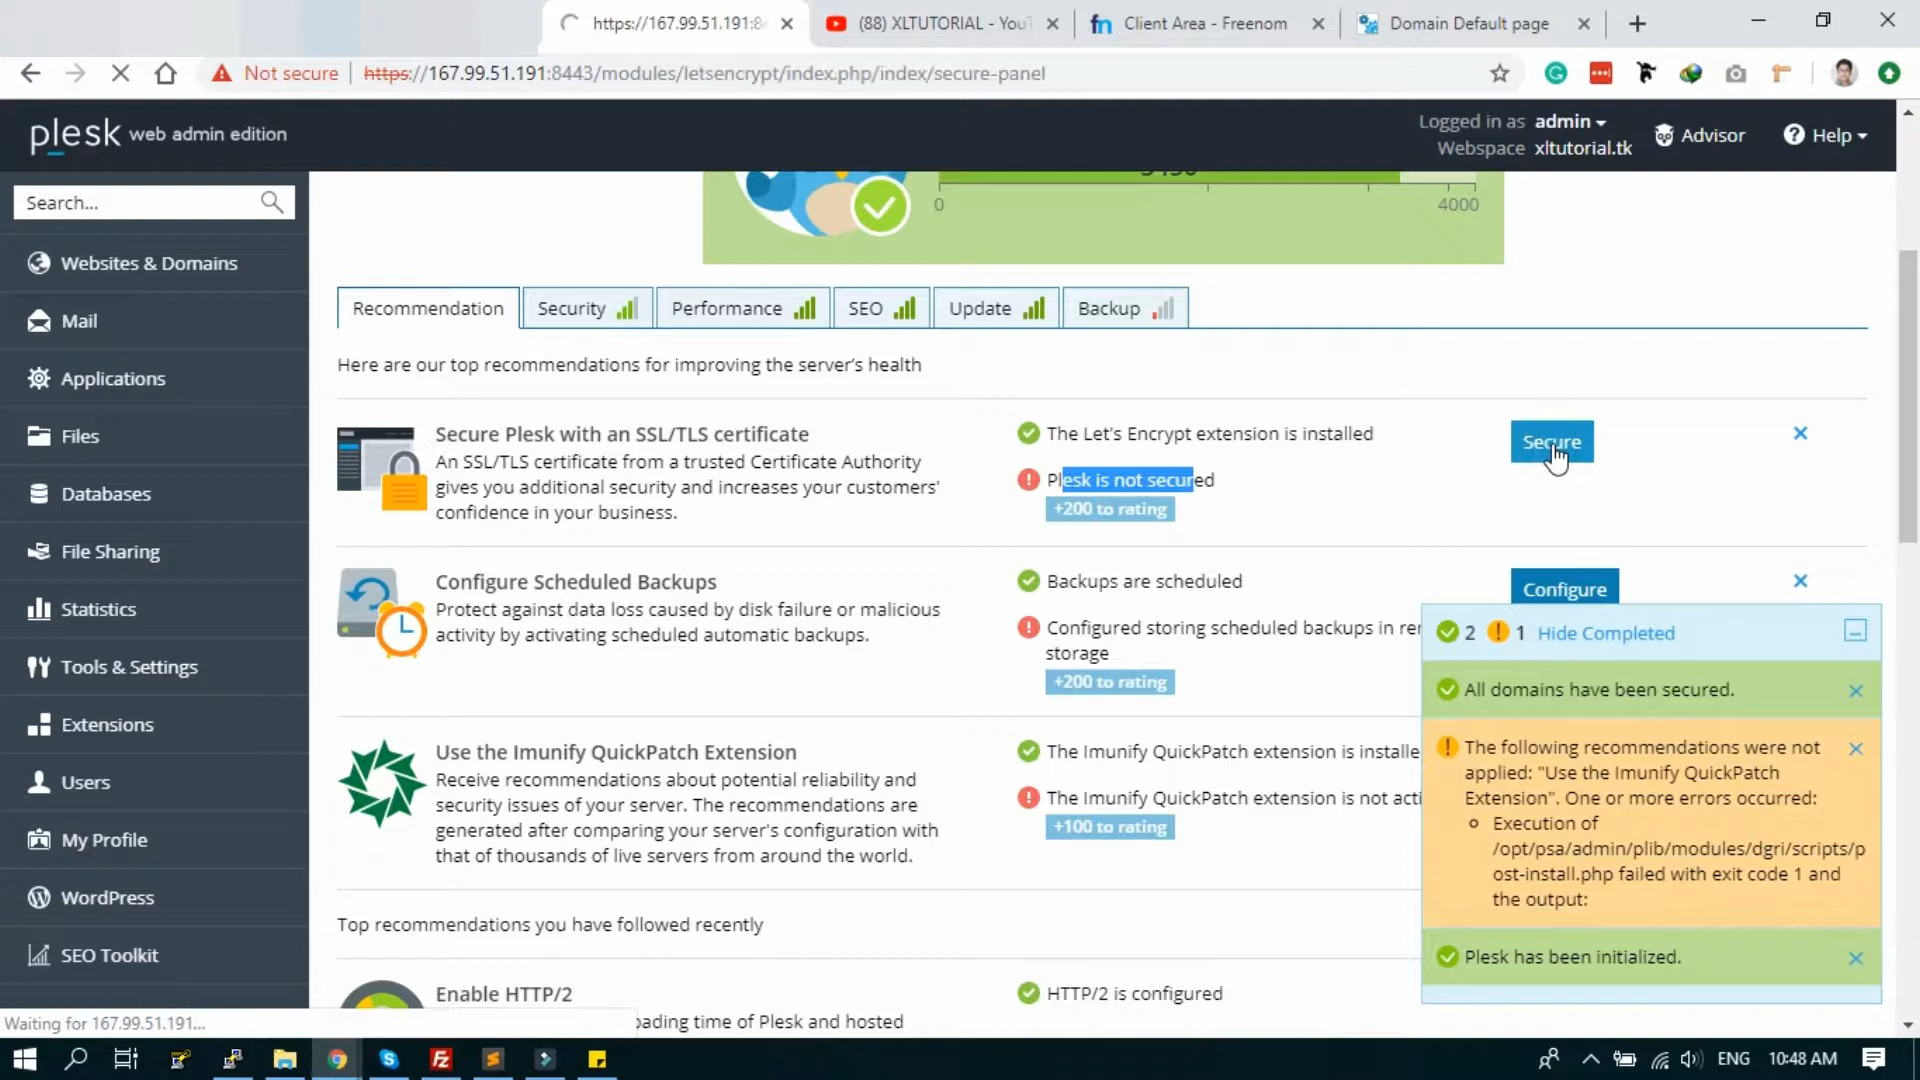 https://167.99.51.191:8
(88) XLTUTORIAL - YouT
Client Area - Freenom
Domain Default page
Not secure
https://167.99.51.191:8443/modules/letsencrypt/index.php/index/secure-panel
plesk web admin edition
Logged in as admin
Webspace xltutorial.tk
Advisor
Help
Search...
Websites & Domains
Mail
Applications
Files
Databases
File Sharing
Statistics
Tools & Settings
Extensions
Users
My Profile
WordPress
SEO Toolkit
0
4000
Recommendation
Security
Performance
SEO
Update
Backup
Here are our top recommendations for improving the server's health
Secure Plesk with an SSL/TLS certificate
An SSL/TLS certificate from a trusted Certificate Authority
gives you additional security and increases your customers'
confidence in your business.
The Let's Encrypt extension is installed
Plesk is not secured
+200 to rating
Secure
Configure Scheduled Backups
Protect against data loss caused by disk failure or malicious
activity by activating scheduled automatic backups.
Backups are scheduled
Configured storing scheduled backups in rem
storage
+200 to rating
Configure
Use the Imunify QuickPatch Extension
Receive recommendations about potential reliability and
security issues of your server. The recommendations are
generated after comparing your server's configuration with
that of thousands of live servers from around the world.
The Imunify QuickPatch extension is installe
The Imunify QuickPatch extension is not acti
+100 to rating
2 1 Hide Completed
All domains have been secured.
The following recommendations were not
applied: "Use the Imunify QuickPatch
Extension". One or more errors occurred:
Execution of
/opt/psa/admin/plib/modules/dgri/scripts/p
ost-install.php failed with exit code 1 and
the output:
Plesk has been initialized.
Top recommendations you have followed recently
Enable HTTP/2
oading time of Plesk and hosted
HTTP/2 is configured
Waiting for 167.99.51.191...
ENG
10:48 AM